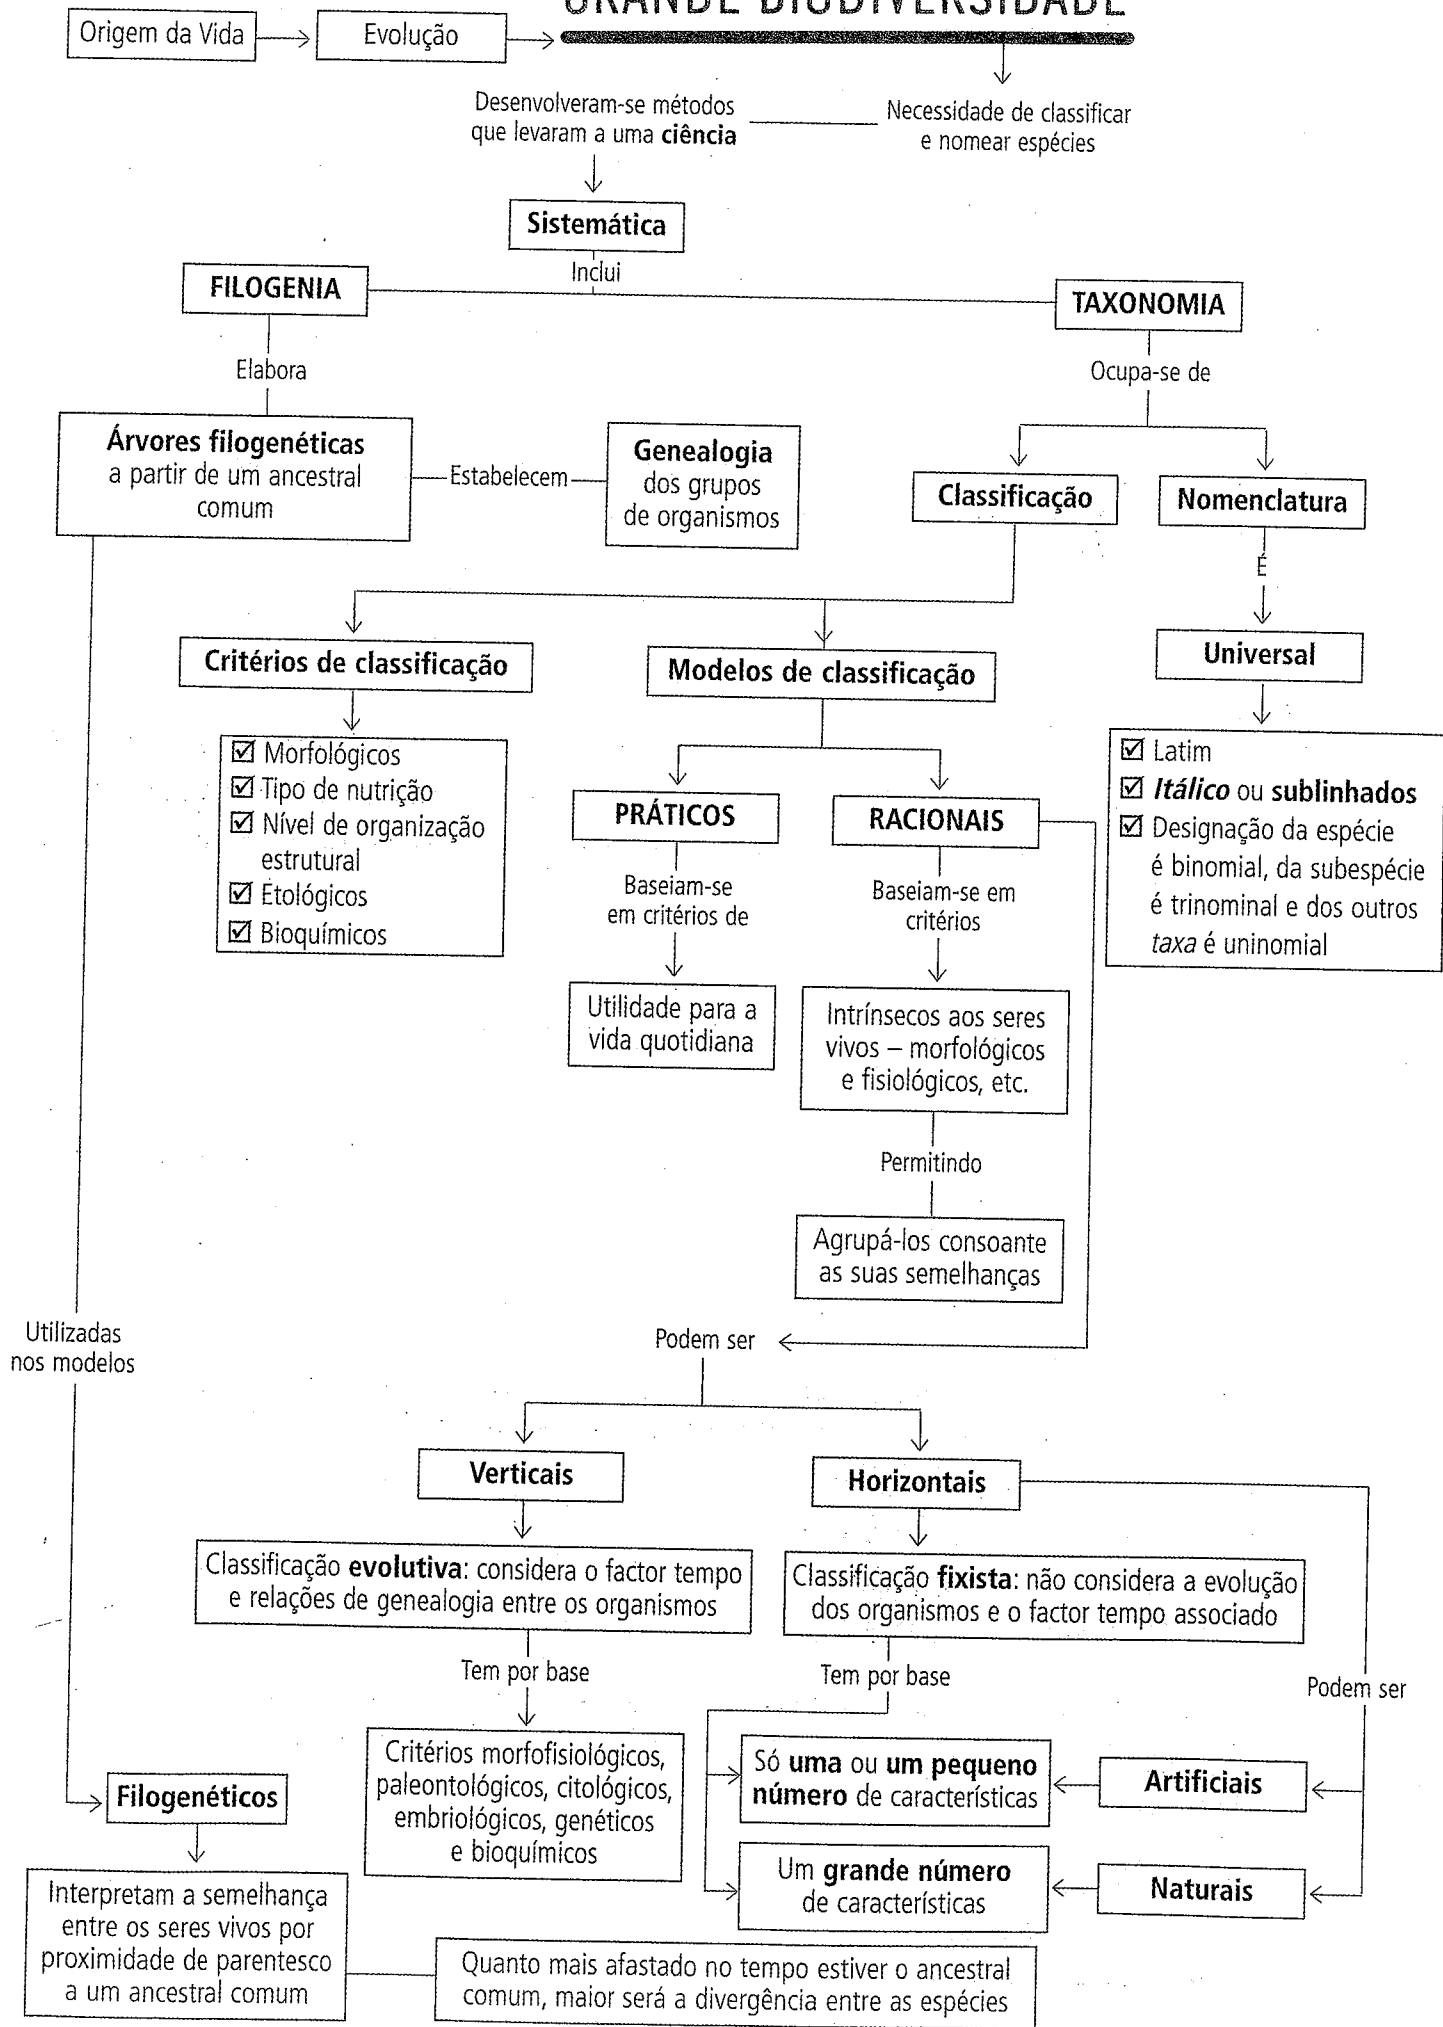 GRANDE BIODIVERSIDADE
Origem da Vida
Evolução
Desenvolveram-se métodos
que levaram a uma ciência
Necessidade de classificar
e nomear espécies
Sistemática
Inclui
FILOGENIA
TAXONOMIA
Elabora
Ocupa-se de
Árvores filogenéticas
a partir de um ancestral
comum
Estabelecem
Genealogia
dos grupos
de organismos
Classificação
Nomenclatura
É
Critérios de classificação
Modelos de classificação
Universal
☑ Morfológicos
☑ Tipo de nutrição
☑ Nível de organização
estrutural
☑ Etológicos
☑ Bioquímicos
PRÁTICOS
RACIONAIS
☑ Latim
☑ Itálico ou sublinhados
☑ Designação da espécie
é binomial, da subespécie
é trinominal e dos outros
taxa é uninomial
Baseiam-se
em critérios de
Baseiam-se em
critérios
Utilidade para a
vida quotidiana
Intrínsecos aos seres
vivos – morfológicos
e fisiológicos, etc.
Permitindo
Agrupá-los consoante
as suas semelhanças
Utilizadas
nos modelos
Podem ser
Verticais
Horizontais
Classificação evolutiva: considera o factor tempo
e relações de genealogia entre os organismos
Classificação fixista: não considera a evolução
dos organismos e o factor tempo associado
Tem por base
Tem por base
Podem ser
Critérios morfofisiológicos,
paleontológicos, citológicos,
embriológicos, genéticos
e bioquímicos
Só uma ou um pequeno
número de características
Artificiais
Filogenéticos
Um grande número
de características
Naturais
Interpretam a semelhança
entre os seres vivos por
proximidade de parentesco
a um ancestral comum
Quanto mais afastado no tempo estiver o ancestral
comum, maior será a divergência entre as espécies